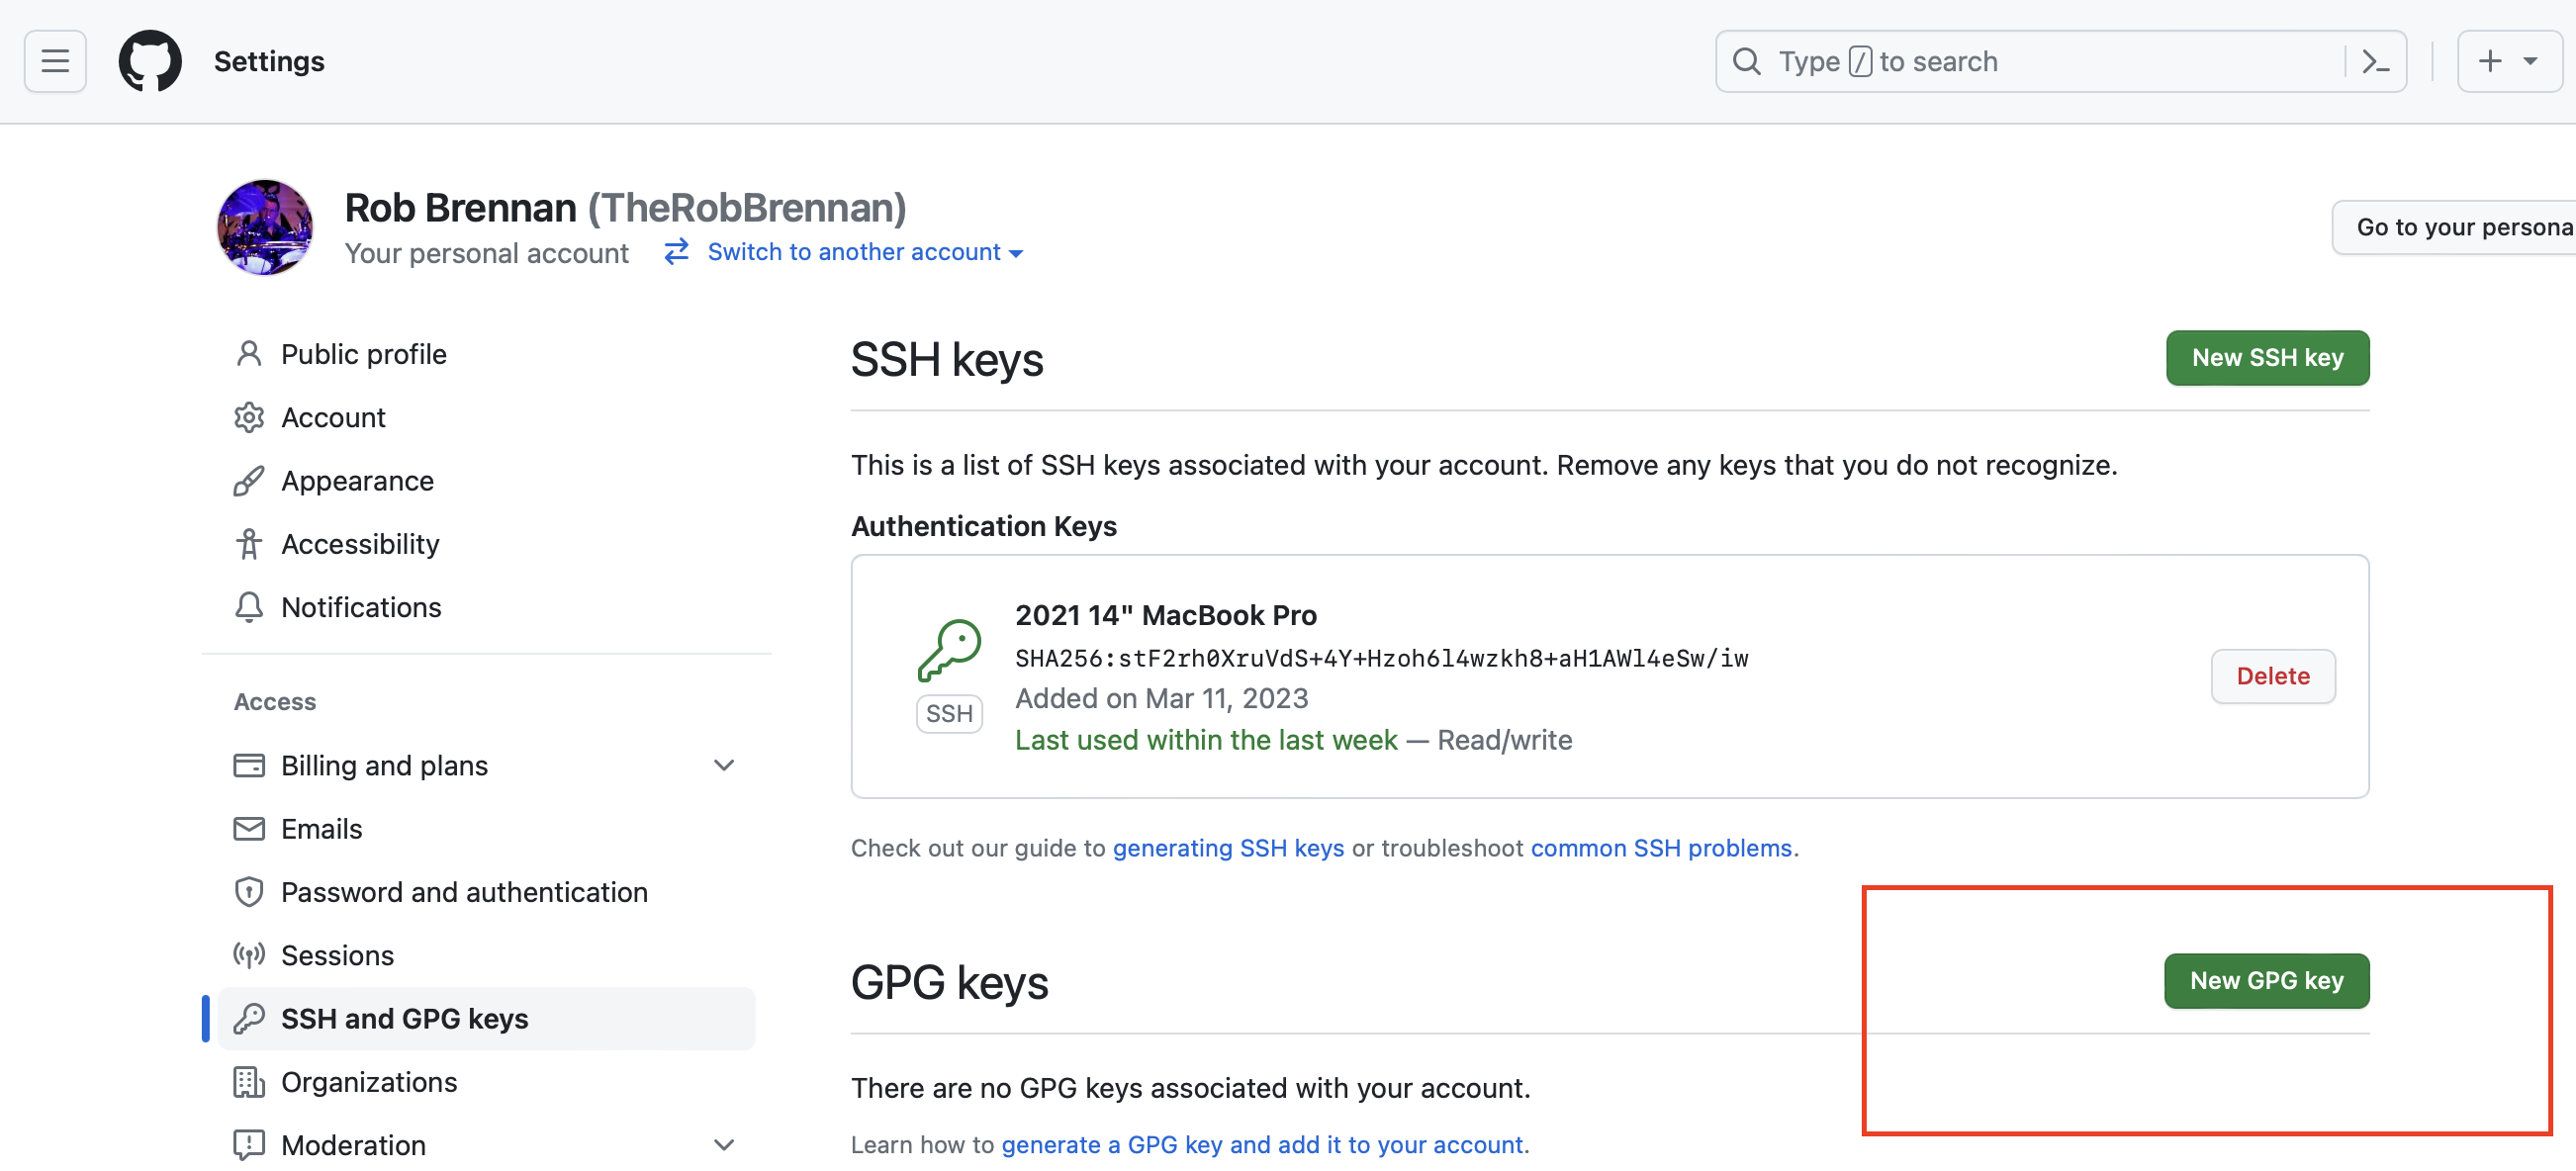 Settings
Type / to search
Rob Brennan (TheRobBrennan)
Your personal account
Switch to another account
Go to your persona
Public profile
Account
Appearance
Accessibility
Notifications
Access
Billing and plans
Emails
Password and authentication
Sessions
SSH and GPG keys
Organizations
Moderation
SSH keys
New SSH key
This is a list of SSH keys associated with your account. Remove any keys that you do not recognize.
Authentication Keys
2021 14" MacBook Pro
SHA256:stF2rh0XruVdS+4Y+Hzoh6l4wzkh8+aH1AWl4eSw/iw
SSH
Added on Mar 11, 2023
Last used within the last week — Read/write
Delete
Check out our guide to generating SSH keys or troubleshoot common SSH problems.
GPG keys
New GPG key
There are no GPG keys associated with your account.
Learn how to generate a GPG key and add it to your account.